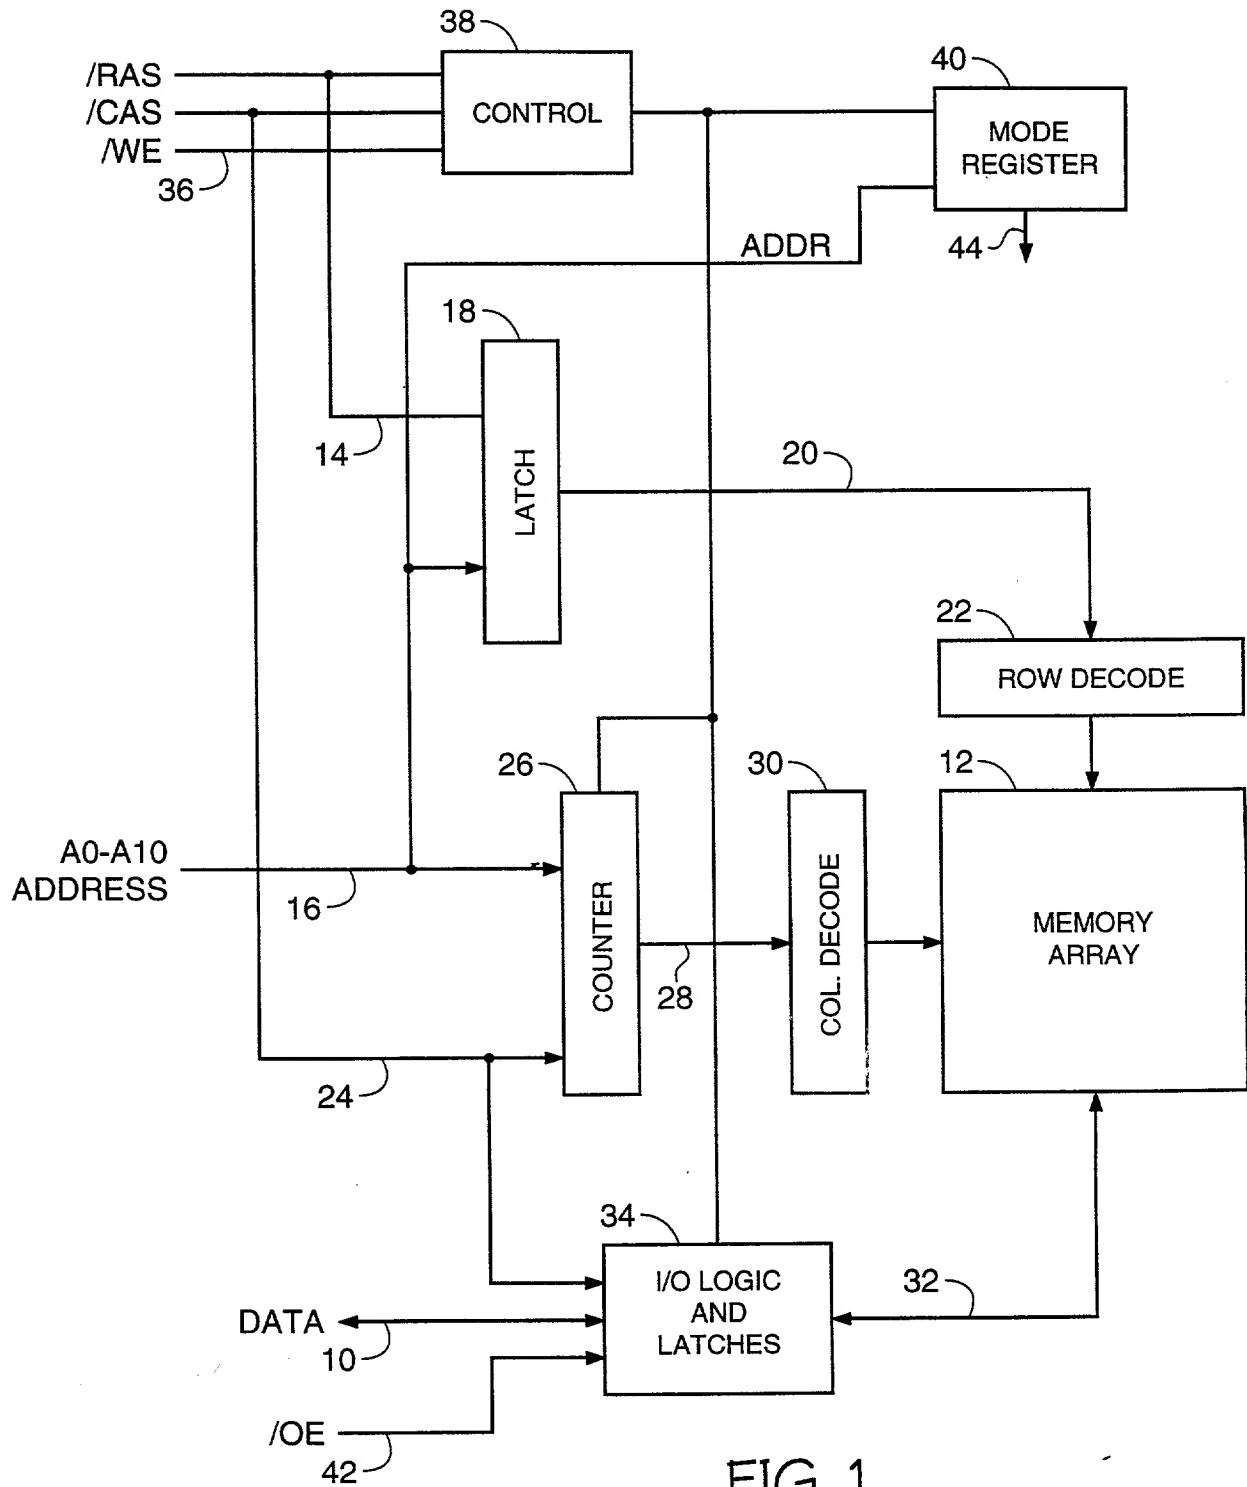 38
/RAS
/CAS
/WE
36
CONTROL
40
MODE
REGISTER
44
ADDR
18
14
LATCH
20
22
ROW DECODE
26
30
12
A0-A10
ADDRESS
16
COUNTER
28
COL. DECODE
MEMORY
ARRAY
24
34
I/O LOGIC
AND
LATCHES
32
DATA
10
/OE
42
FIG. 1